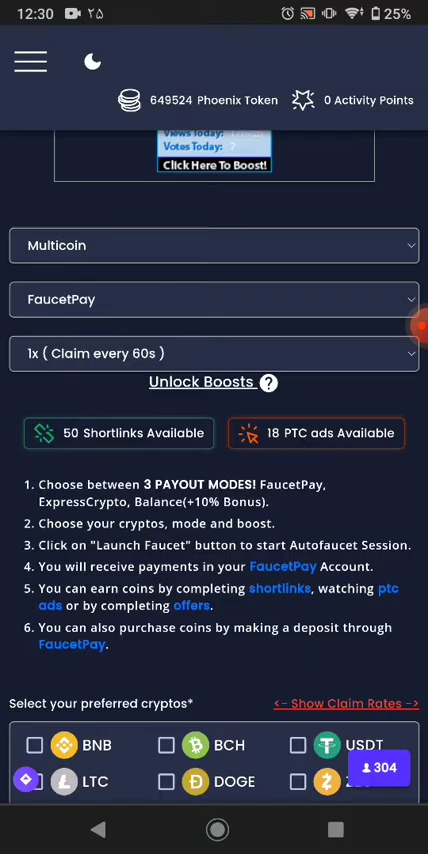 12:30 ۲۵ 25%
649524 Phoenix Token 0 Activity Points
Views Today:
Votes Today: 7
Click Here To Boost!
Multicoin
FaucetPay
1x ( Claim every 60s )
Unlock Boosts ?
50 Shortlinks Available 18 PTC ads Available
1. Choose between 3 PAYOUT MODES! FaucetPay,
ExpressCrypto, Balance(+10% Bonus).
2. Choose your cryptos, mode and boost.
3. Click on "Launch Faucet" button to start Autofaucet Session.
4. You will receive payments in your FaucetPay Account.
5. You can earn coins by completing shortlinks, watching ptc
ads or by completing offers.
6. You can also purchase coins by making a deposit through
FaucetPay.
Select your preferred cryptos* <- Show Claim Rates ->
BNB BCH USDT
304
LTC DOGE